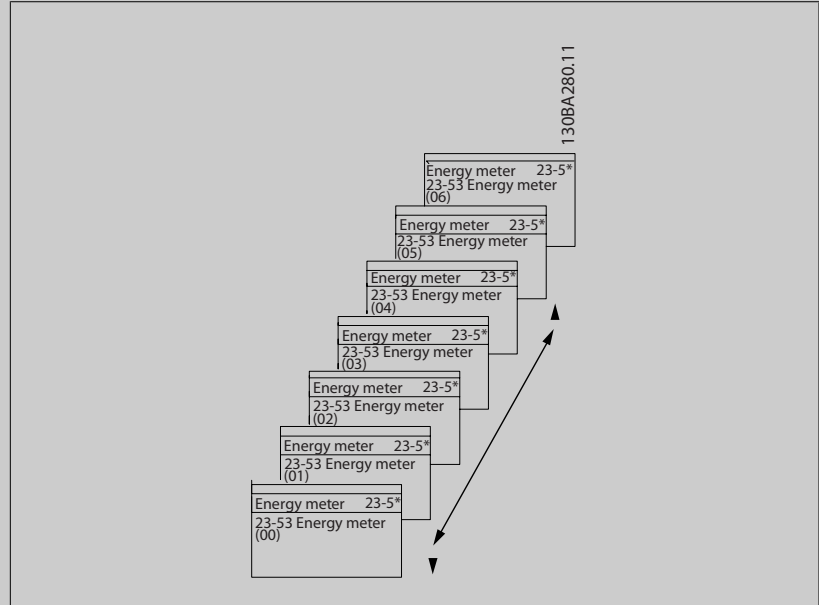 130BA280.11
Energy meter 23-5*
23-53 Energy meter
(06)
Energy meter 23-5*
23-53 Energy meter
(05)
Energy meter 23-5*
23-53 Energy meter
(04)
Energy meter 23-5*
23-53 Energy meter
(03)
Energy meter 23-5*
23-53 Energy meter
(02)
Energy meter 23-5*
23-53 Energy meter
(01)
Energy meter 23-5*
23-53 Energy meter
(00)